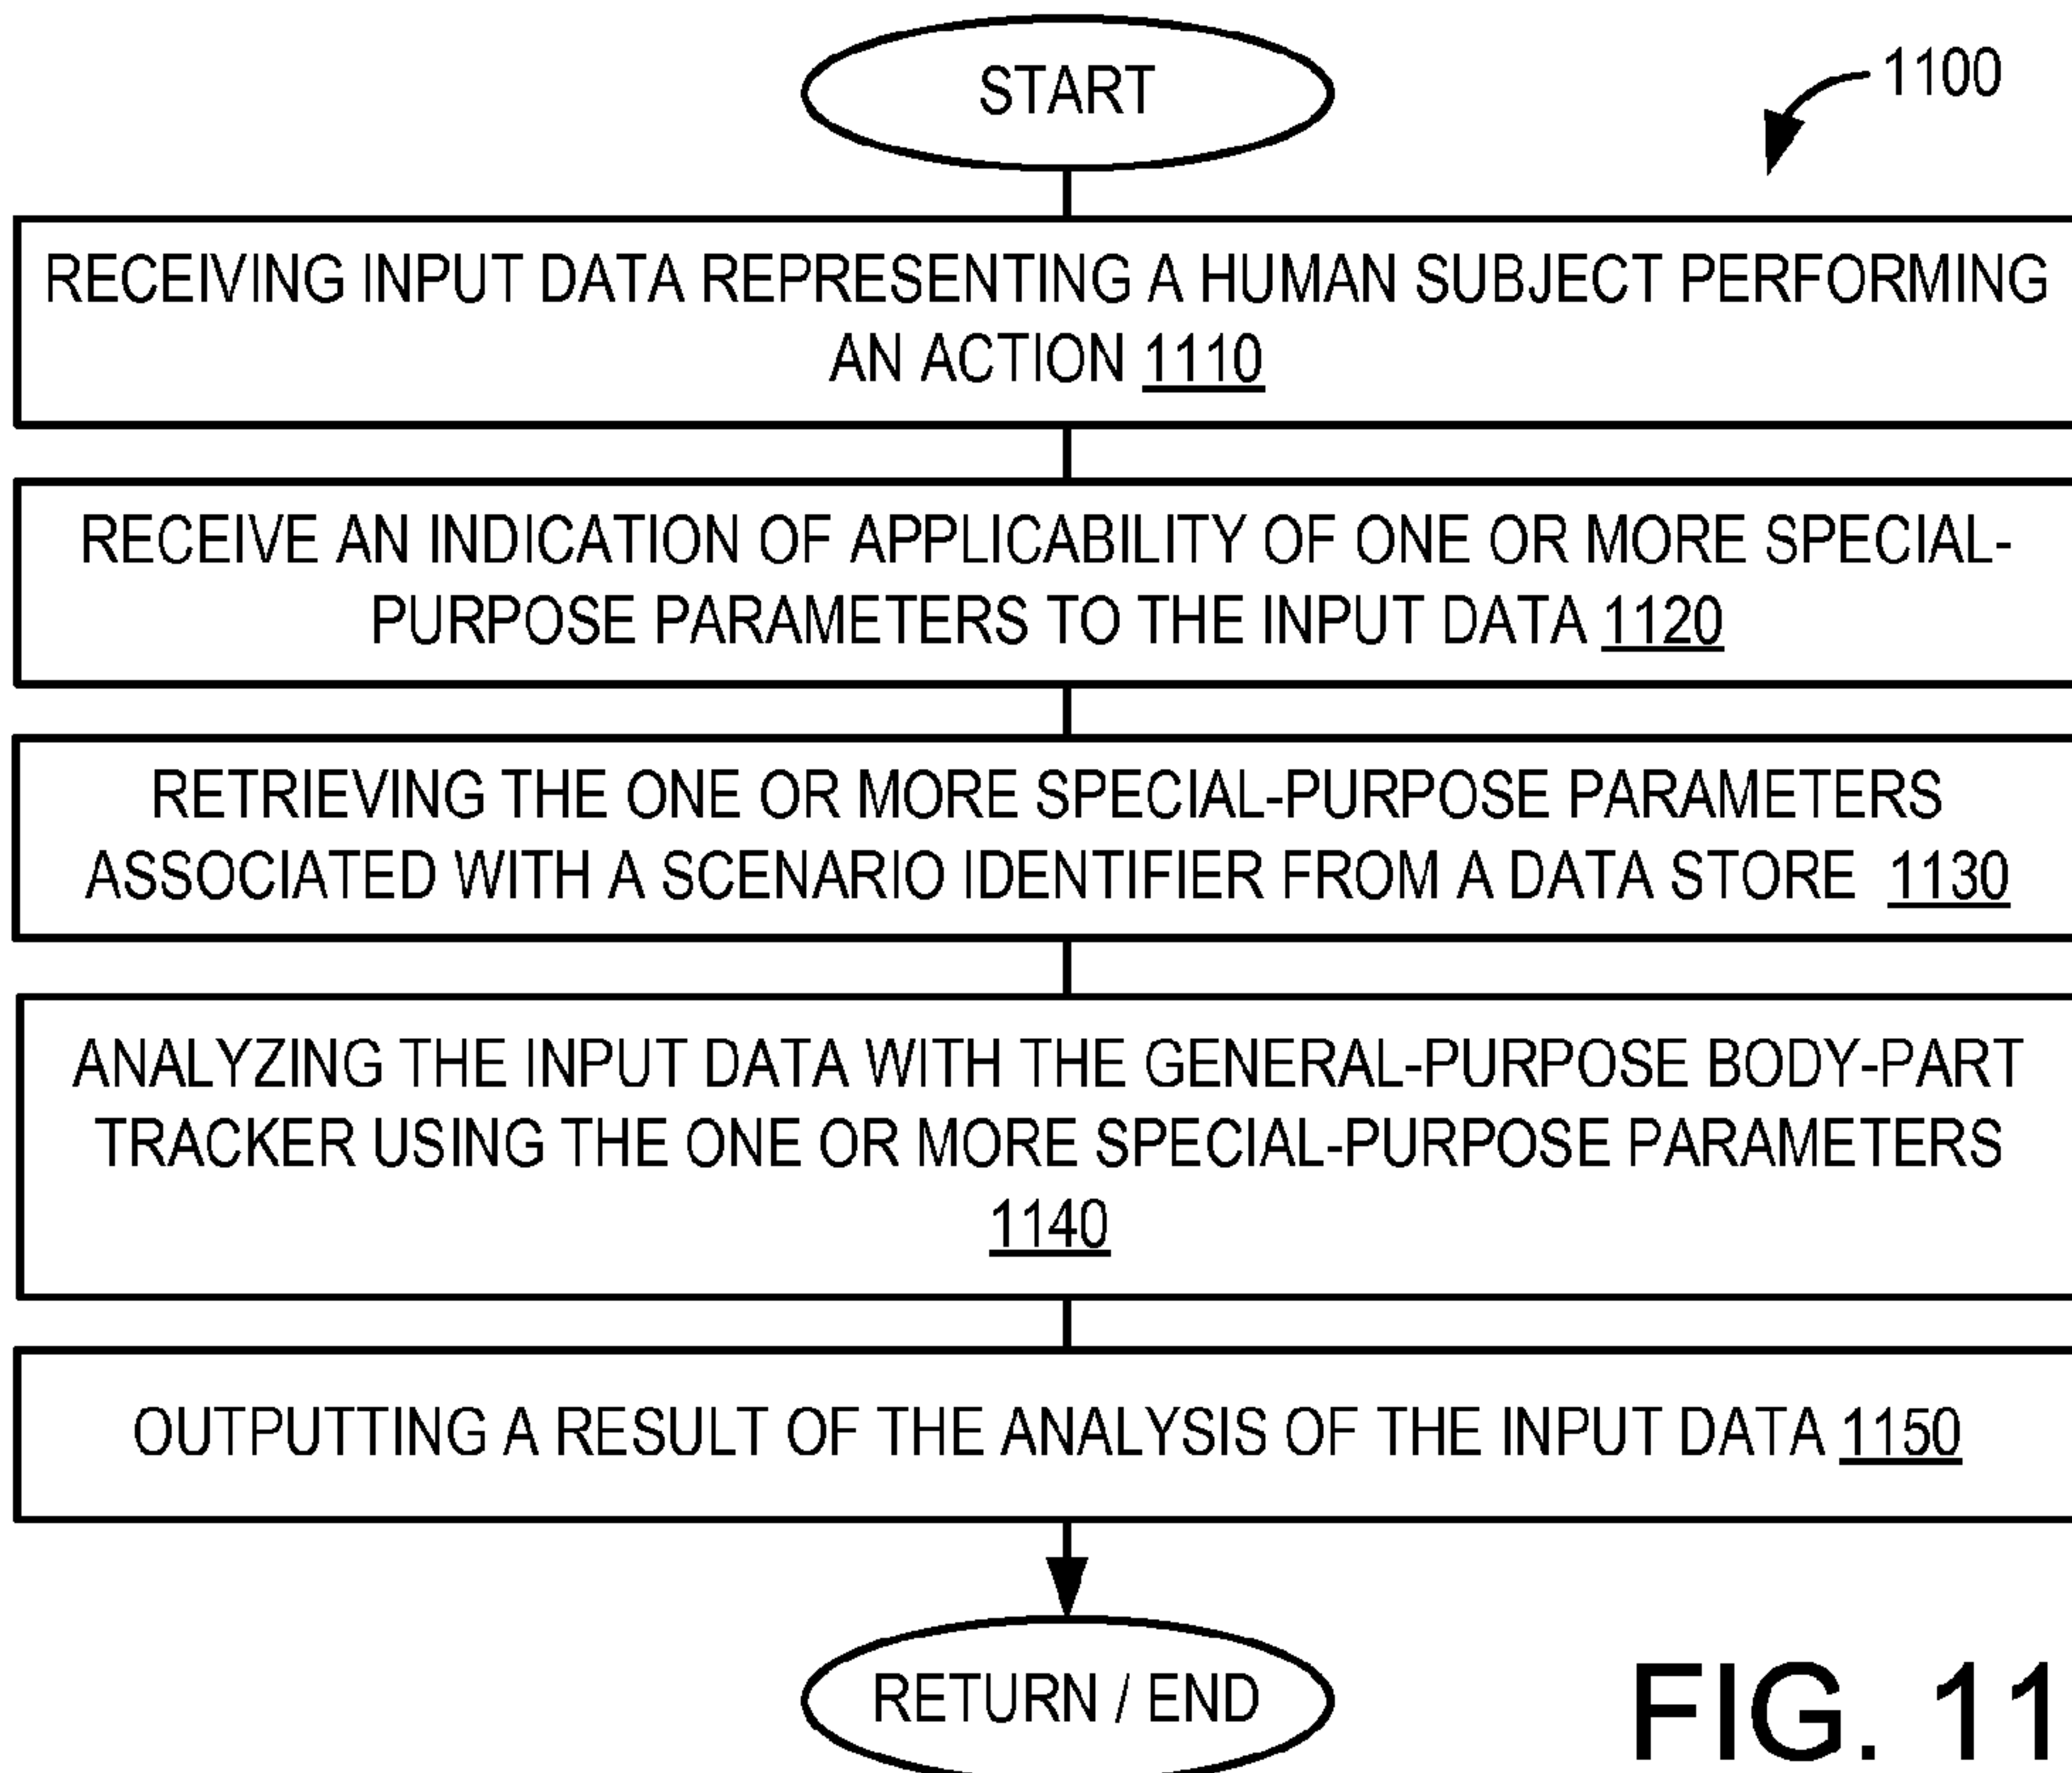 START
1100
RECEIVING INPUT DATA REPRESENTING A HUMAN SUBJECT PERFORMING
AN ACTION 1110
RECEIVE AN INDICATION OF APPLICABILITY OF ONE OR MORE SPECIAL-
PURPOSE PARAMETERS TO THE INPUT DATA 1120
RETRIEVING THE ONE OR MORE SPECIAL-PURPOSE PARAMETERS
ASSOCIATED WITH A SCENARIO IDENTIFIER FROM A DATA STORE 1130
ANALYZING THE INPUT DATA WITH THE GENERAL-PURPOSE BODY-PART
TRACKER USING THE ONE OR MORE SPECIAL-PURPOSE PARAMETERS
1140
OUTPUTTING A RESULT OF THE ANALYSIS OF THE INPUT DATA 1150
RETURN / END
FIG. 11